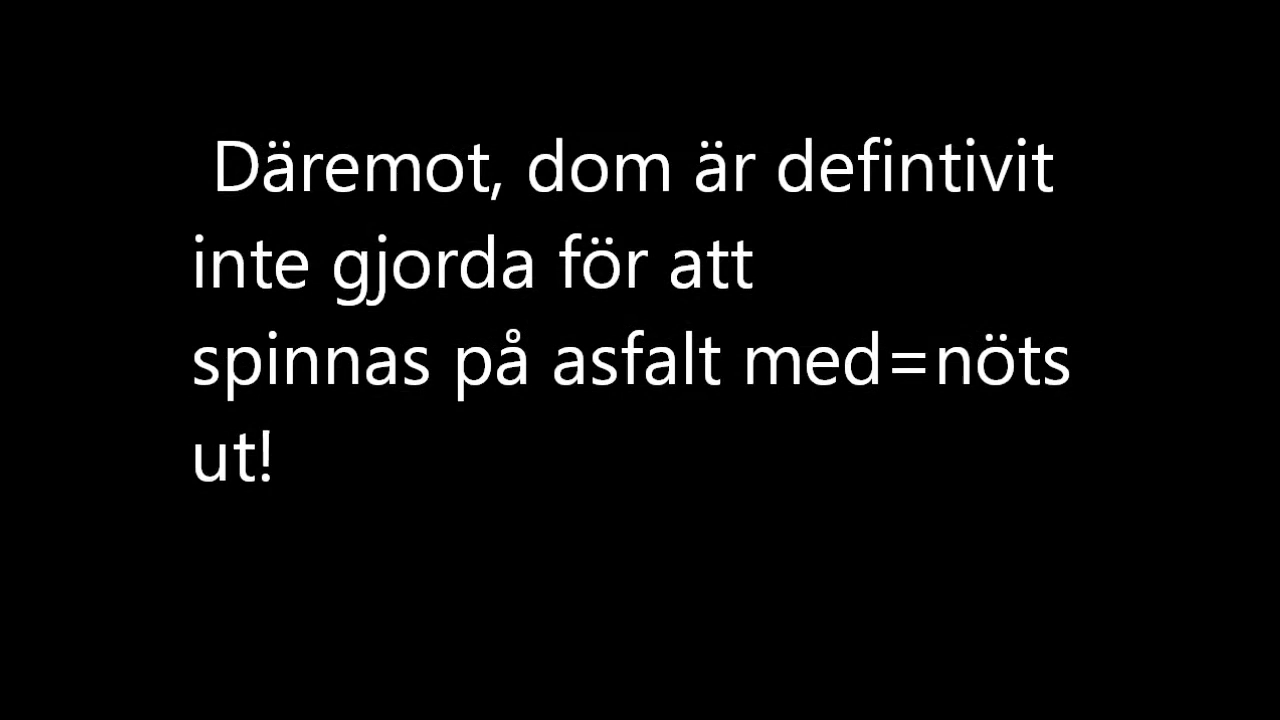 Däremot, dom är defintivit
inte gjorda för att
spinnas på asfalt med=nöts
ut!